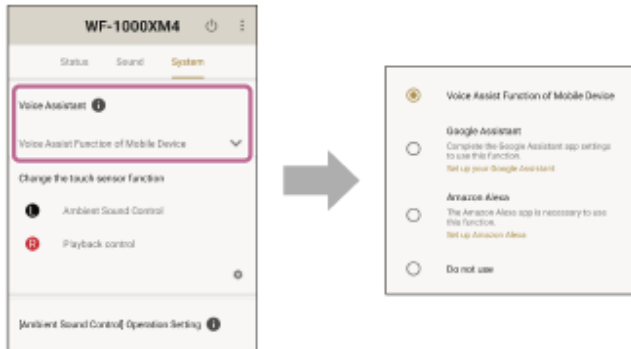 WF-1000XM4
Status Sound System
Voice Assistant
Voice Assist Function of Mobile Device
Change the touch sensor function
L Ambient Sound Control
R Playback control
[Ambient Sound Control] Operation Setting
Voice Assist Function of Mobile Device
Google Assistant
Complete the Google Assistant app settings
to use this function.
Set up your Google Assistant
Amazon Alexa
The Amazon Alexa app is necessary to use
this function.
Set up Amazon Alexa
Do not use